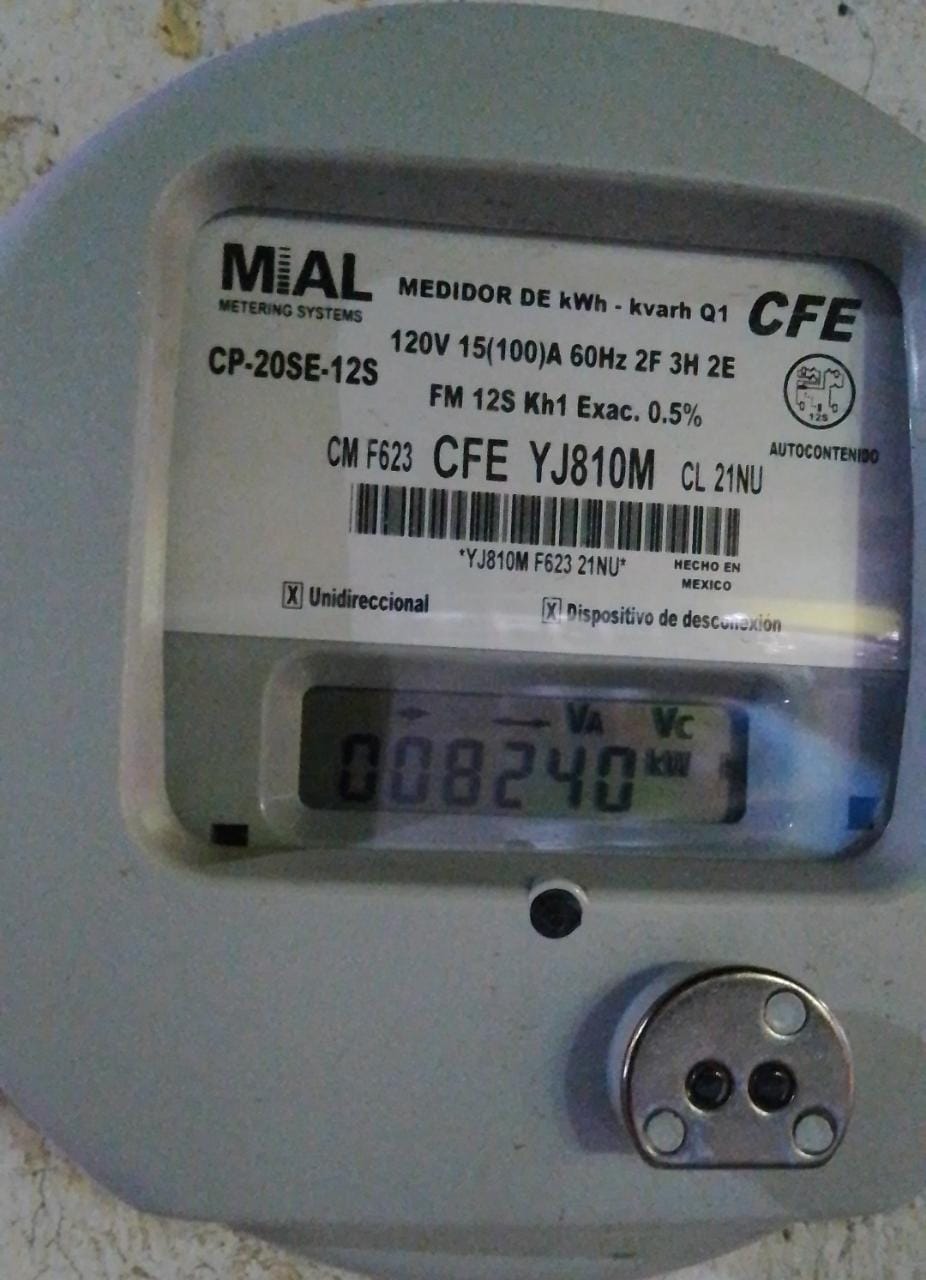 MIAL
METERING SYSTEMS
MEDIDOR DE kWh - kvarh Q1
CFE
CP-20SE-12S
120V 15(100)A 60Hz 2F 3H 2E
FM 12S Kh1 Exac. 0.5%
12S
AUTOCONTENIDO
CM F623 CFE YJ810M CL 21NU
*YJ810M F623 21NU*
HECHO EN
MEXICO
X Unidireccional
X Dispositivo de desconexión
VA VC
008240 kW